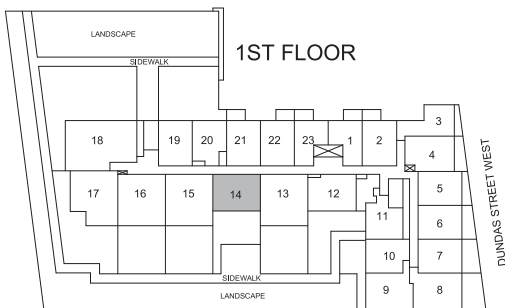 LANDSCAPE
1ST FLOOR
SIDEWALK
3
18 19 20 21 22 23 1 2
4
DUNDAS STREET WEST
17 16 15 14 13 12
5
11
6
10 7
SIDEWALK
9 8
LANDSCAPE